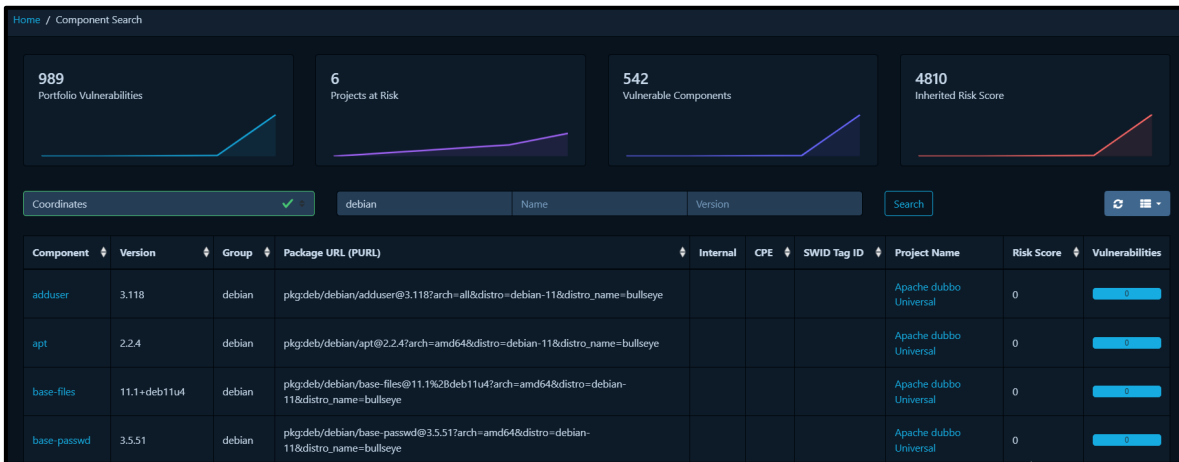 Home / Component Search
989
Portfolio Vulnerabilities
6
Projects at Risk
542
Vulnerable Components
4810
Inherited Risk Score
Coordinates debian Name Version Search
Component Version Group Package URL (PURL) Internal CPE SWID Tag ID Project Name Risk Score Vulnerabilities
adduser 3.118 debian pkg:deb/debian/adduser@3.118?arch=all&distro=debian-11&distro_name=bullseye Apache dubbo 0 0
Universal
apt 2.2.4 debian pkg:deb/debian/apt@2.2.4?arch=amd64&distro=debian-11&distro_name=bullseye Apache dubbo 0 0
Universal
base-files 11.1+deb11u4 debian pkg:deb/debian/base-files@11.1%2Bdeb11u4?arch=amd64&distro=debian- Apache dubbo 0 0
11&distro_name=bullseye Universal
base-passwd 3.5.51 debian pkg:deb/debian/base-passwd@3.5.51?arch=amd64&distro=debian- Apache dubbo 0 0
11&distro_name=bullseye Universal